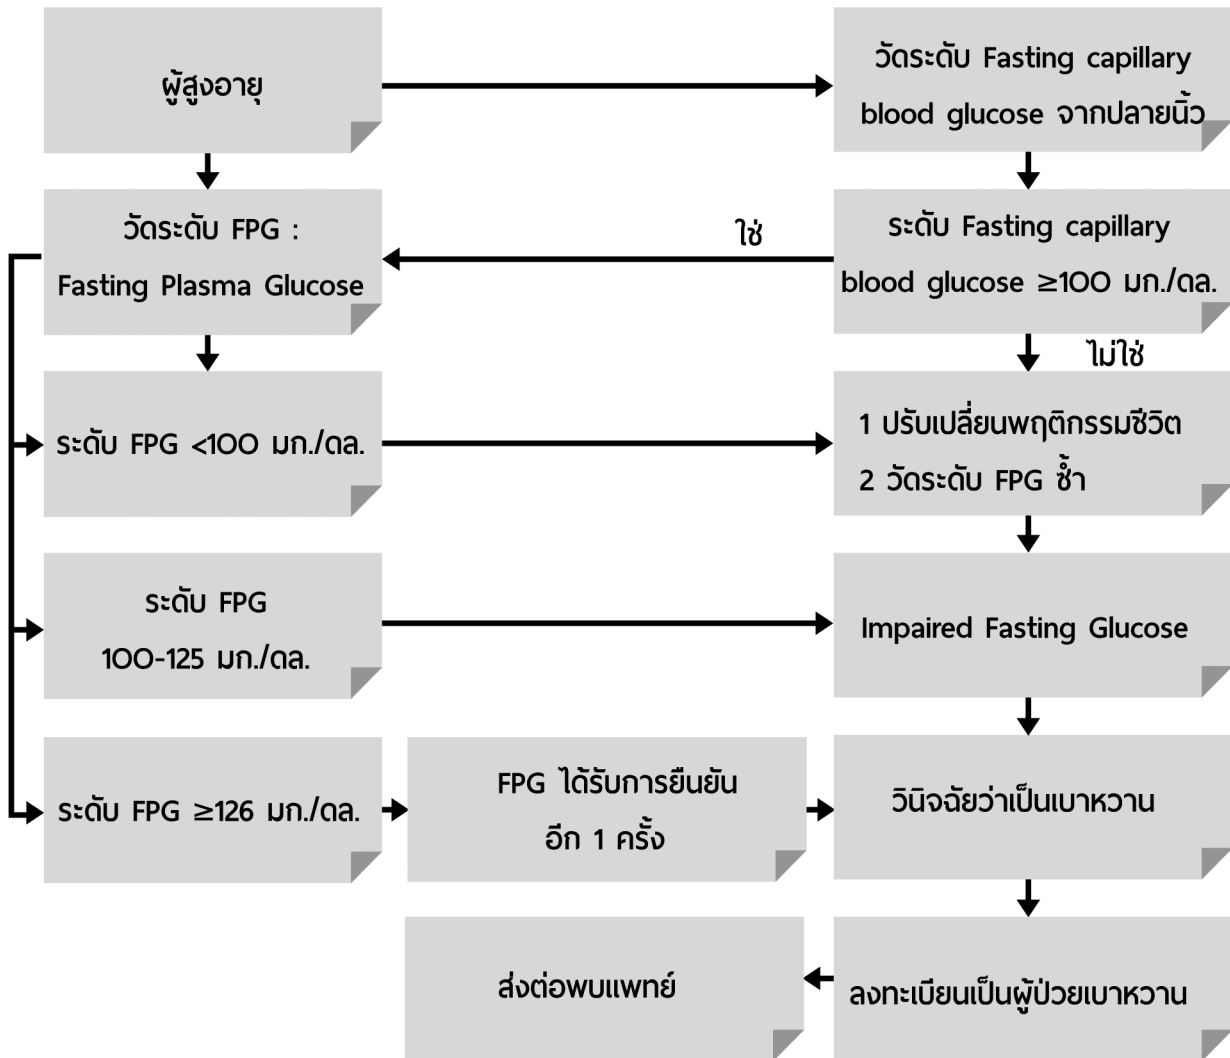 ผู้สูงอายุ
วัดระดับ Fasting capillary
blood glucose จากปลายนิ้ว
วัดระดับ FPG :
Fasting Plasma Glucose
ใช่
ระดับ Fasting capillary
blood glucose ≥100 มก./ดล.
ไม่ใช่
ระดับ FPG <100 มก./ดล.
1 ปรับเปลี่ยนพฤติกรรมชีวิต
2 วัดระดับ FPG ซ้ำ
ระดับ FPG
100-125 มก./ดล.
Impaired Fasting Glucose
ระดับ FPG ≥126 มก./ดล.
FPG ได้รับการยืนยัน
อีก 1 ครั้ง
วินิจฉัยว่าเป็นเบาหวาน
ส่งต่อพบแพทย์
ลงทะเบียนเป็นผู้ป่วยเบาหวาน